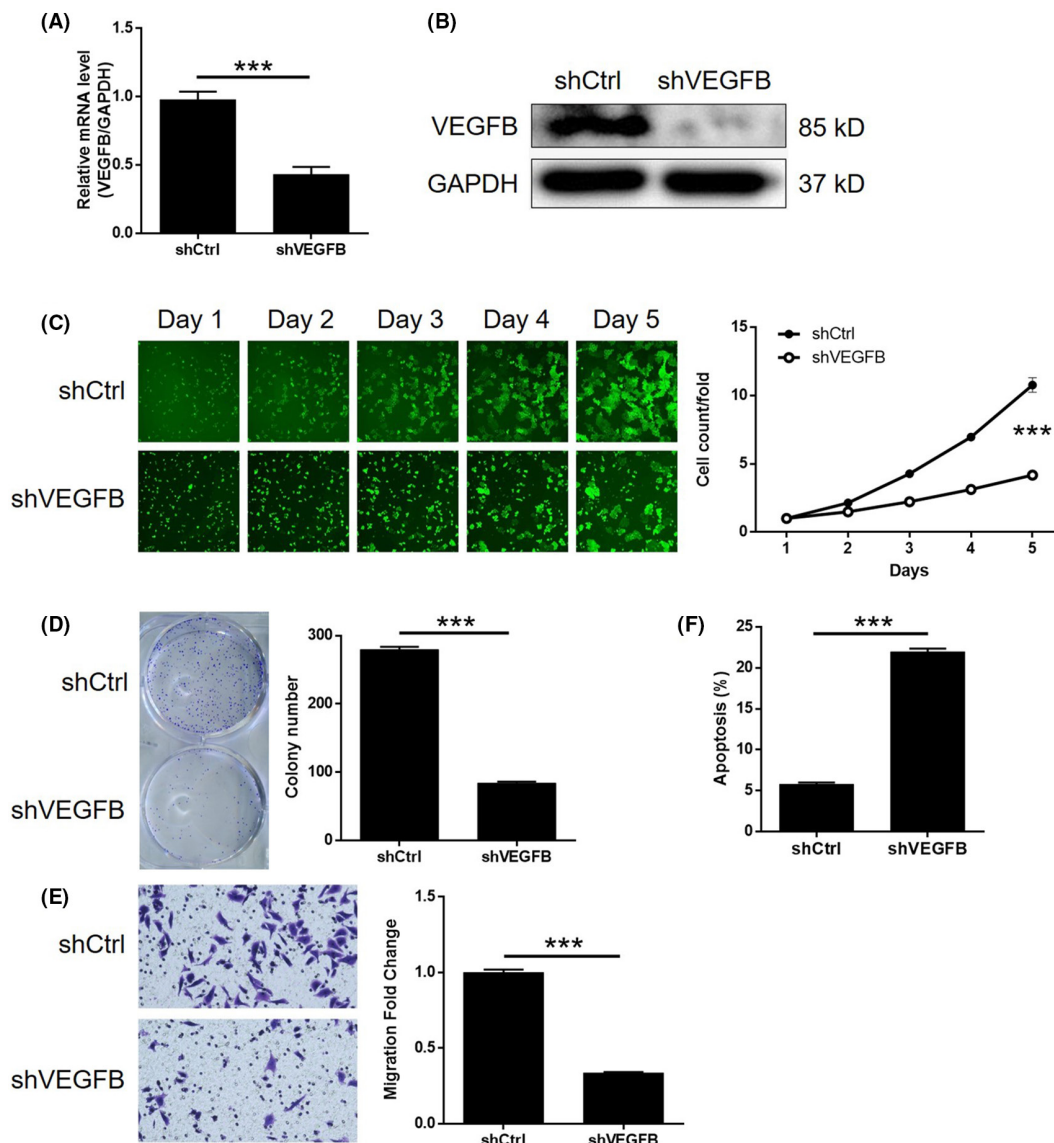 (A)
Relative mRNA level
(VEGFB/GAPDH)
1.5
1.0
0.5
0.0
***
shCtrl
shVEGFB
(B)
shCtrl shVEGFB
VEGFB 85 kD
GAPDH 37 kD
(C)
Day 1 Day 2 Day 3 Day 4 Day 5
shCtrl
shVEGFB
Cell count/fold
15
10
5
0
shCtrl
shVEGFB
***
1 2 3 4 5
Days
(D)
shCtrl
shVEGFB
Colony number
300
200
100
0
***
shCtrl
shVEGFB
(F)
Apoptosis (%)
25
20
15
10
5
0
***
shCtrl
shVEGFB
(E)
shCtrl
shVEGFB
Migration Fold Change
1.5
1.0
0.5
0.0
***
shCtrl
shVEGFB